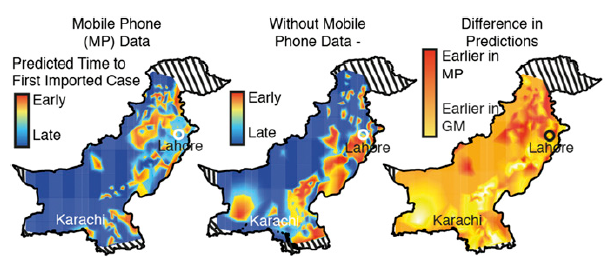 Mobile Phone
(MP) Data
Without Mobile
Phone Data -
Difference in
Predictions
Predicted Time to
First Imported Case
Early
Late
Lahore
Karachi
Early
Late
Lahore
Karachi
Earlier in
MP
Earlier in
GM
Lahore
Karachi